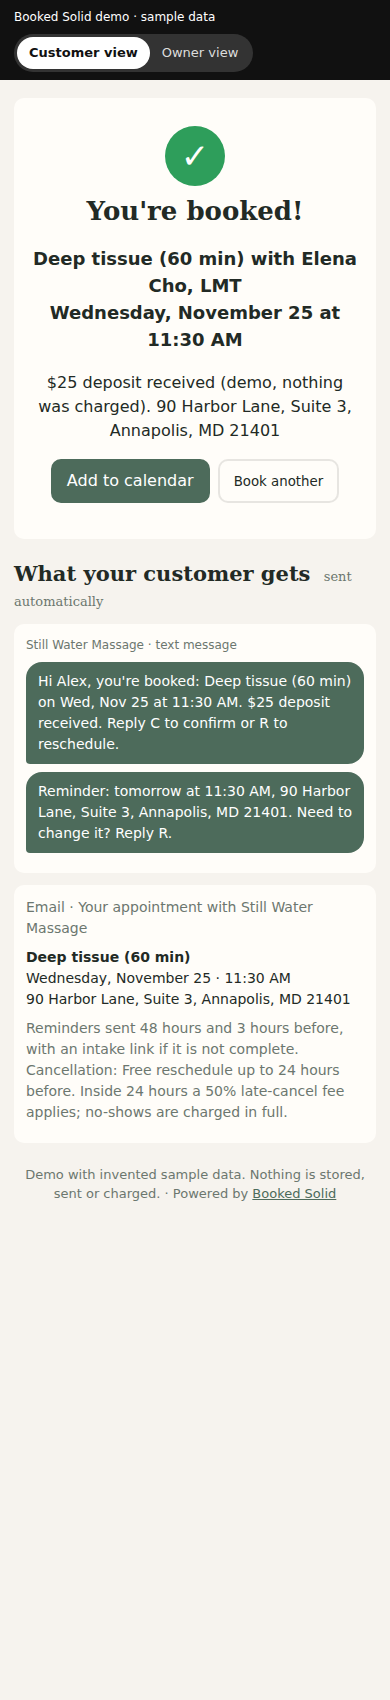 Booked Solid demo · sample data
Customer view Owner view
✓
You're booked!
Deep tissue (60 min) with Elena
Cho, LMT
Wednesday, November 25 at
11:30 AM
$25 deposit received (demo, nothing
was charged). 90 Harbor Lane, Suite 3,
Annapolis, MD 21401
Add to calendar Book another
What your customer gets sent
automatically
Still Water Massage · text message
Hi Alex, you're booked: Deep tissue (60 min)
on Wed, Nov 25 at 11:30 AM. $25 deposit
received. Reply C to confirm or R to
reschedule.
Reminder: tomorrow at 11:30 AM, 90 Harbor
Lane, Suite 3, Annapolis, MD 21401. Need to
change it? Reply R.
Email · Your appointment with Still Water
Massage
Deep tissue (60 min)
Wednesday, November 25 · 11:30 AM
90 Harbor Lane, Suite 3, Annapolis, MD 21401
Reminders sent 48 hours and 3 hours before,
with an intake link if it is not complete.
Cancellation: Free reschedule up to 24 hours
before. Inside 24 hours a 50% late-cancel fee
applies; no-shows are charged in full.
Demo with invented sample data. Nothing is stored,
sent or charged. · Powered by Booked Solid